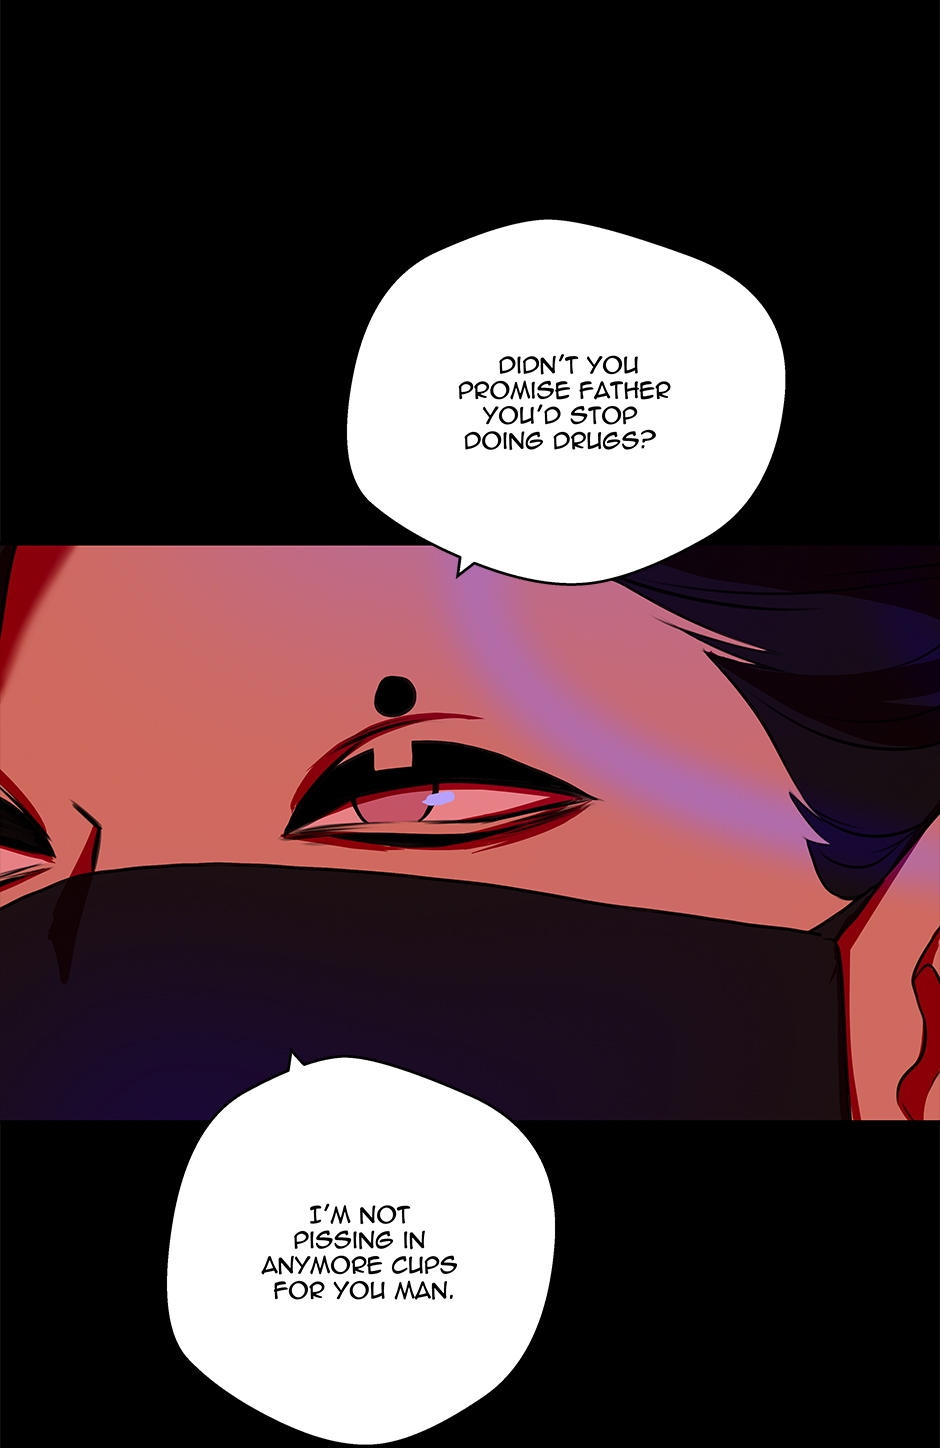 DIDN'T YOU
PROMISE FATHER
YOU'D STOP
DOING DRUGS?
I'M NOT
PISSING IN
ANYMORE CUPS
FOR YOU MAN.